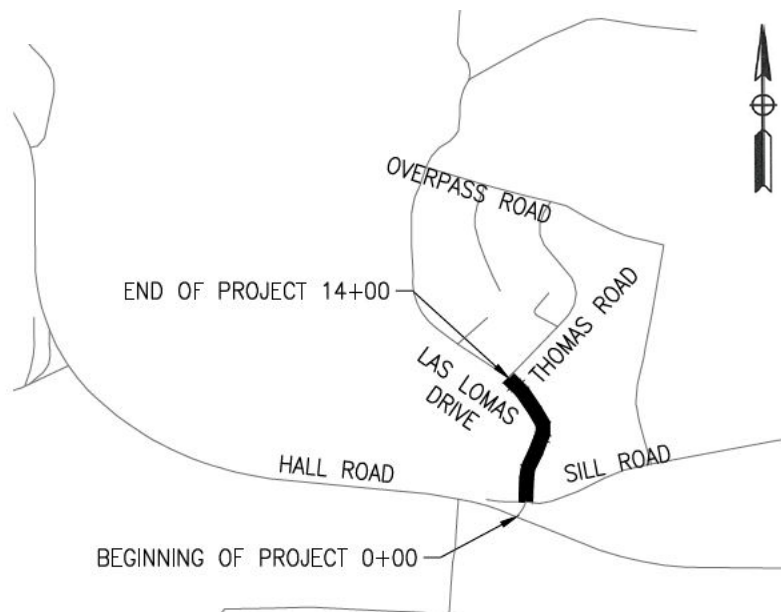 OVERPASS ROAD
END OF PROJECT 14+00
THOMAS ROAD
LAS LOMAS
DRIVE
HALL ROAD
SILL ROAD
BEGINNING OF PROJECT 0+00